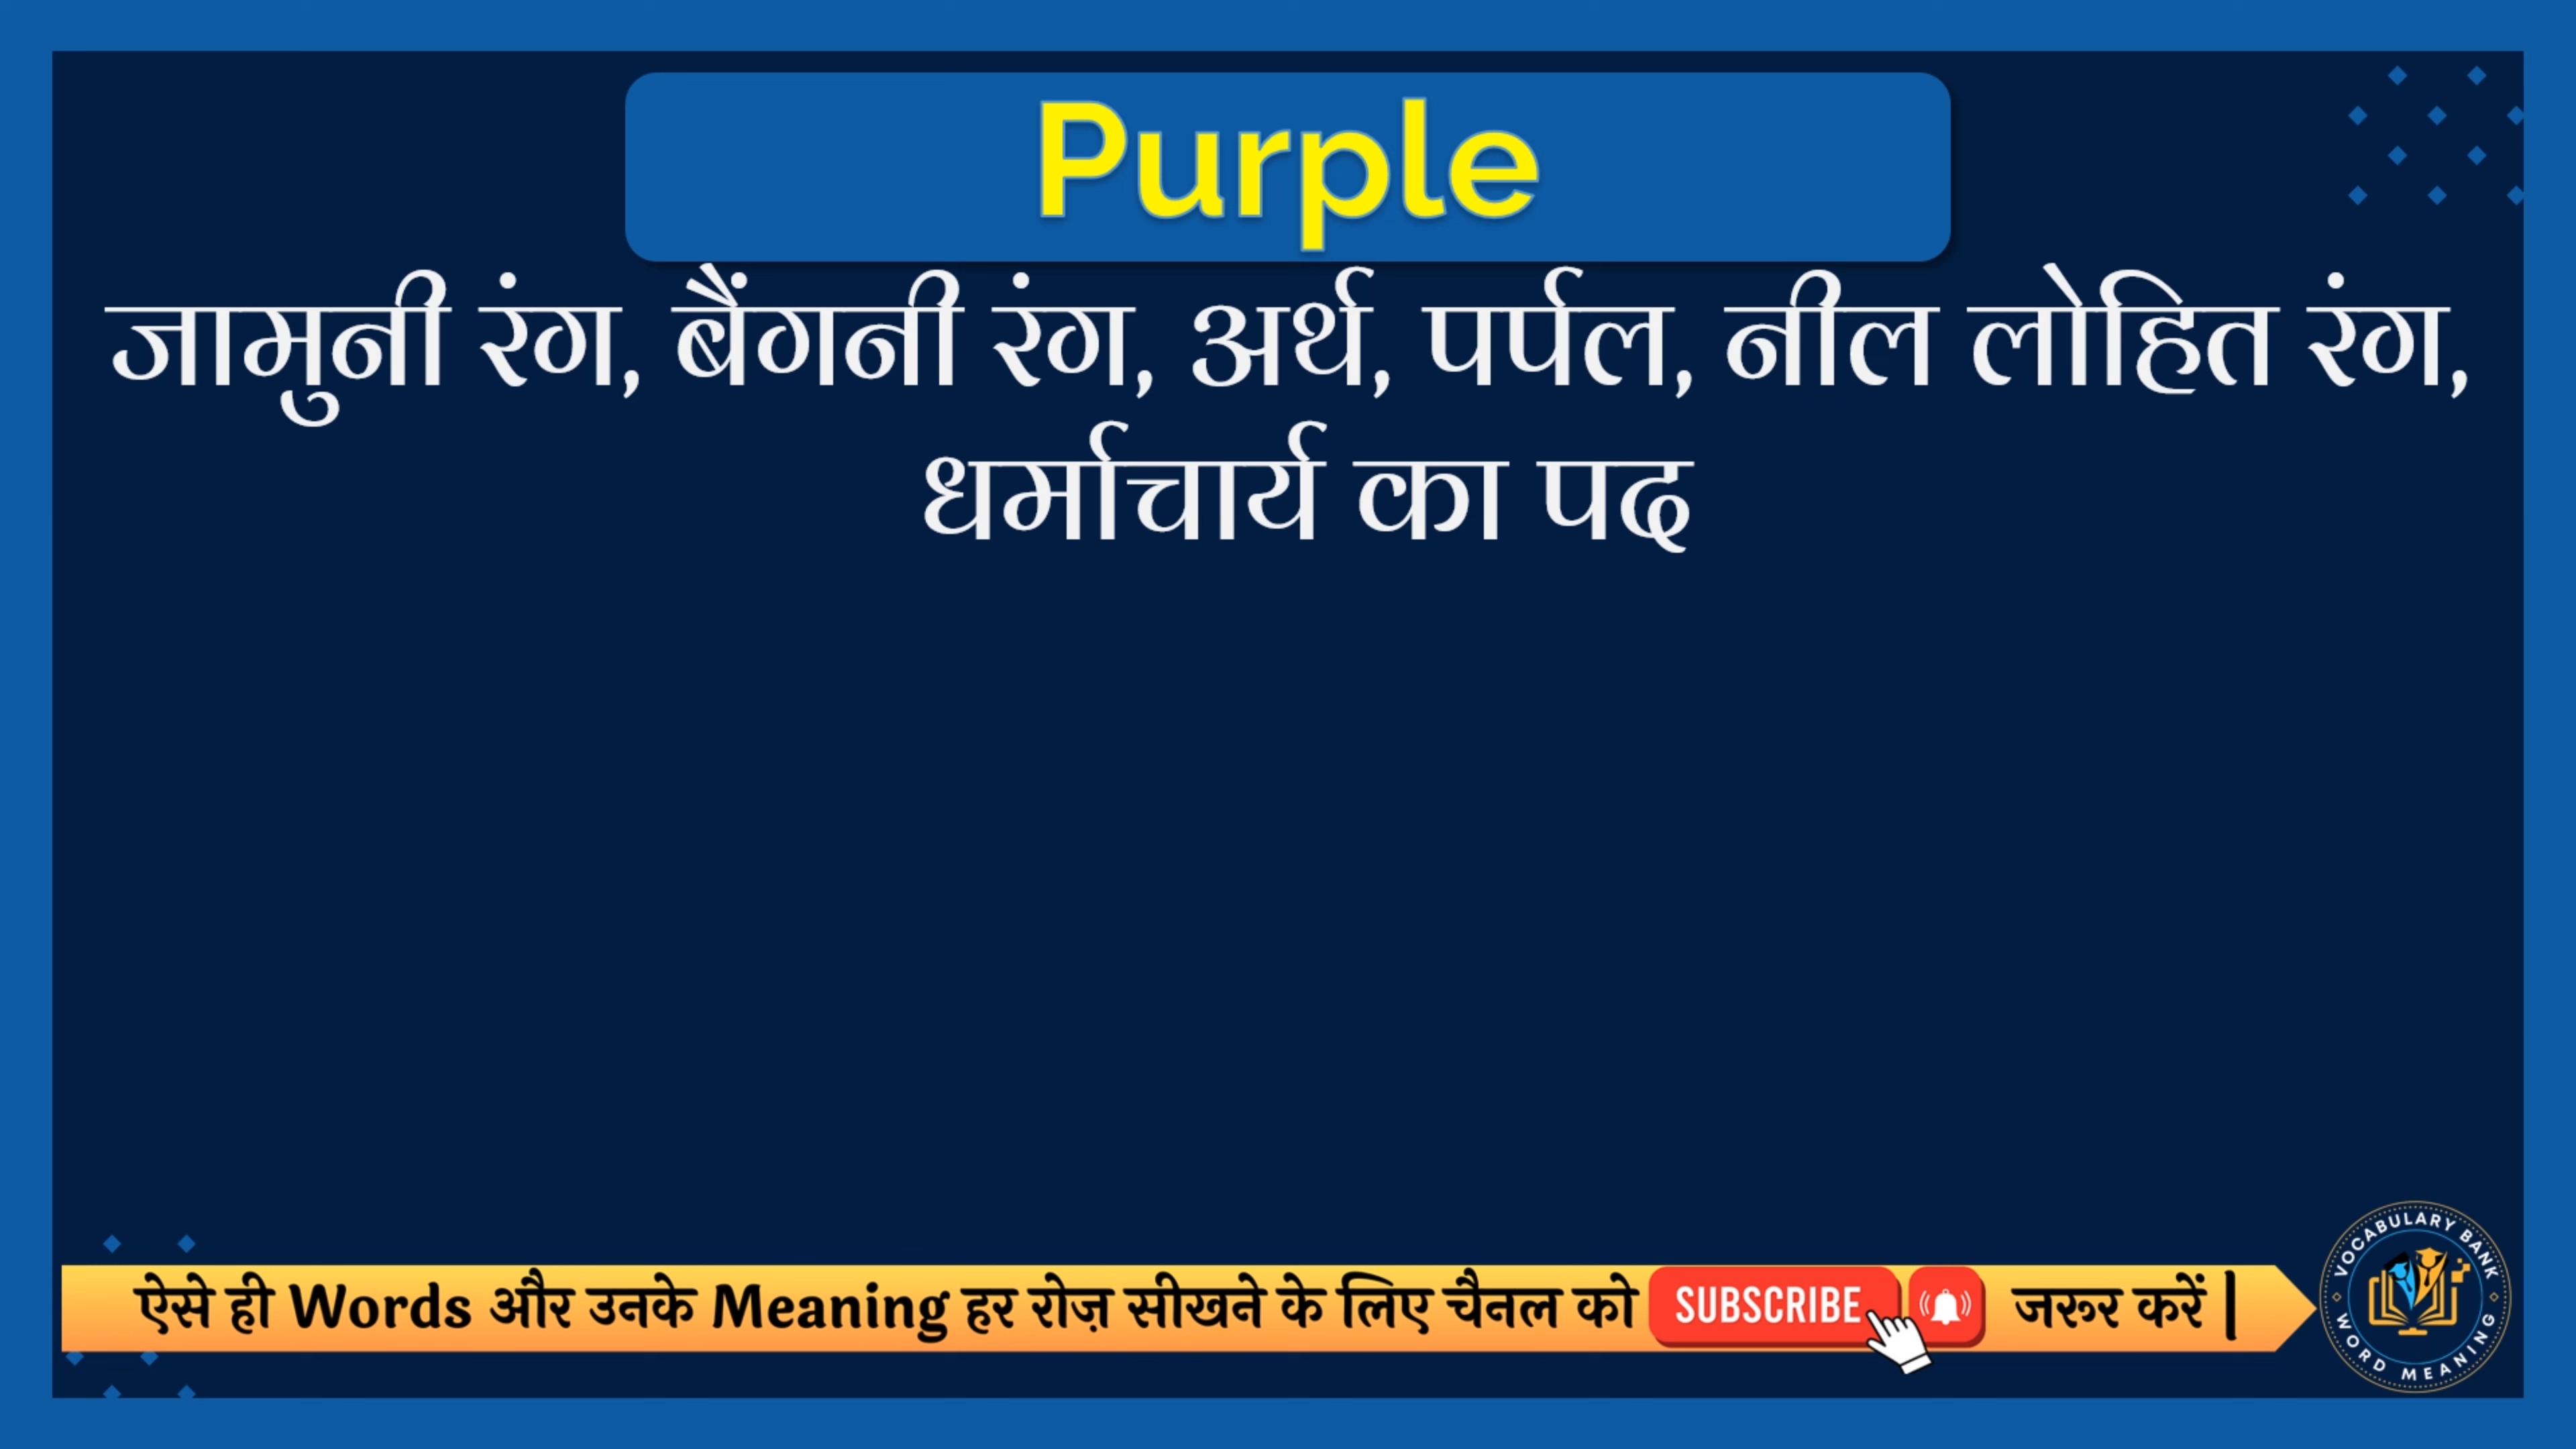 Purple
जामुनी रंग, बैंगनी रंग, अर्थ, पर्पल, नील लोहित रंग,
धर्माचार्य का पद
ऐसे ही Words और उनके Meaning हर रोज़ सीखने के लिए चैनल को SUBSCRIBE जरूर करें |
VOCABULARY BANK
WORD MEANING